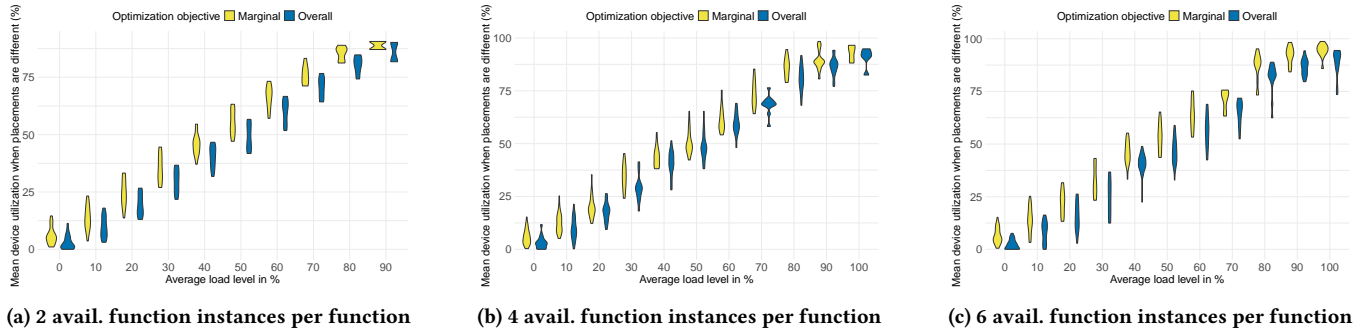 Mean device utilization when placements are different (%)
Optimization objective Marginal Overall
75
50
25
0
0 10 20 30 40 50 60 70 80 90
Average load level in %
(a) 2 avail. function instances per function
Mean device utilization when placements are different (%)
Optimization objective Marginal Overall
75
50
25
0
0 10 20 30 40 50 60 70 80 90 100
Average load level in %
(b) 4 avail. function instances per function
Mean device utilization when placements are different (%)
Optimization objective Marginal Overall
75
50
25
0
0 10 20 30 40 50 60 70 80 90 100
Average load level in %
(c) 6 avail. function instances per function